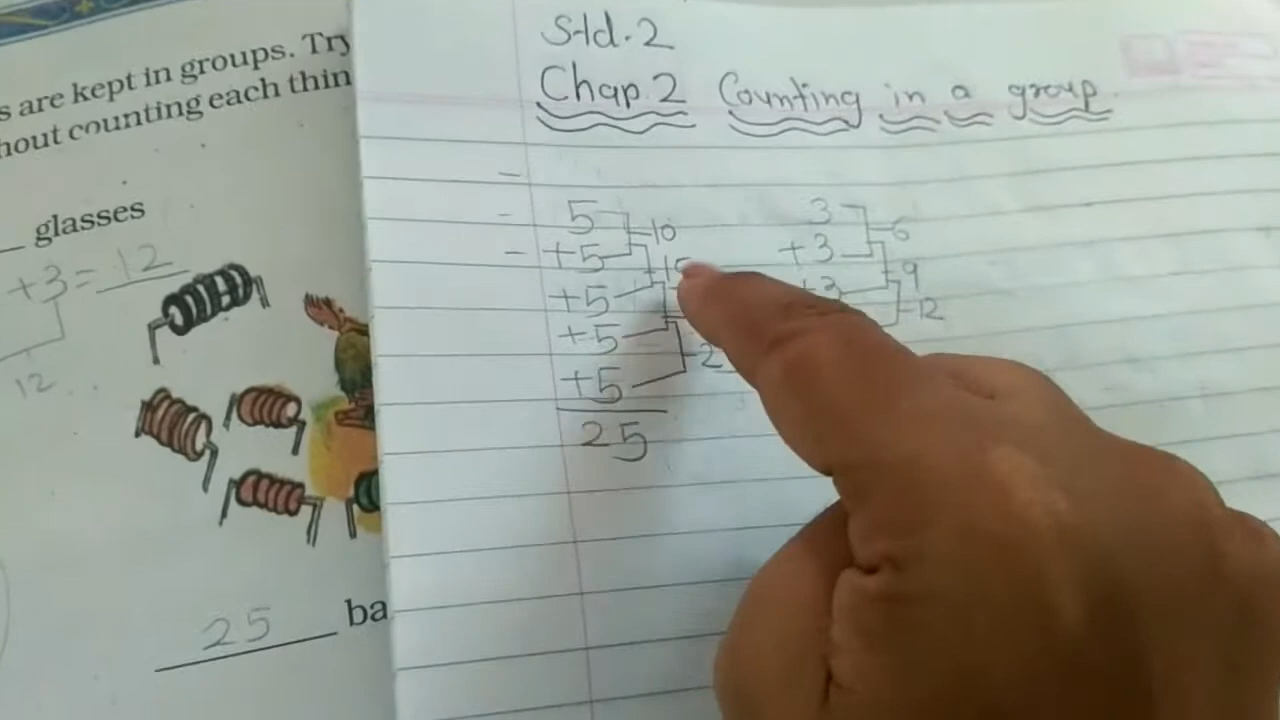 s are kept in groups. Try
hout counting each thin
glasses
+3= 12
12
25 ba
Std. 2
Chap. 2 Counting in a group.
5
+5
10
+5
+5
+5
25
3
+3
6
+3
9
12